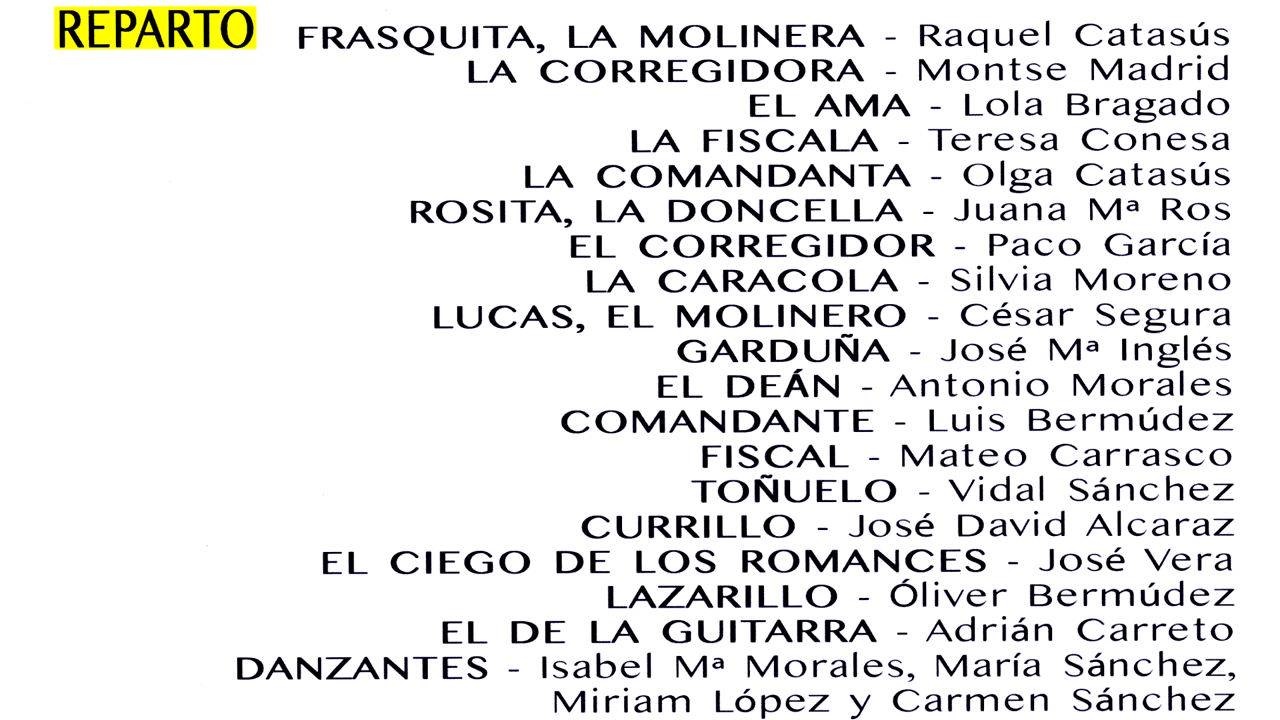 REPARTO
FRASQUITA, LA MOLINERA - Raquel Catasús
LA CORREGIDORA - Montse Madrid
EL AMA - Lola Bragado
LA FISCALA - Teresa Conesa
LA COMANDANTA - Olga Catasús
ROSITA, LA DONCELLA - Juana Mª Ros
EL CORREGIDOR - Paco García
LA CARACOLA - Silvia Moreno
LUCAS, EL MOLINERO - César Segura
GARDUÑA - José Mª Inglés
EL DEÁN - Antonio Morales
COMANDANTE - Luis Bermúdez
FISCAL - Mateo Carrasco
TOÑUELO - Vidal Sánchez
CURRILLO - José David Alcaraz
EL CIEGO DE LOS ROMANCES - José Vera
LAZARILLO - Óliver Bermúdez
EL DE LA GUITARRA - Adrián Carreto
DANZANTES - Isabel Mª Morales, María Sánchez,
Miriam López y Carmen Sánchez